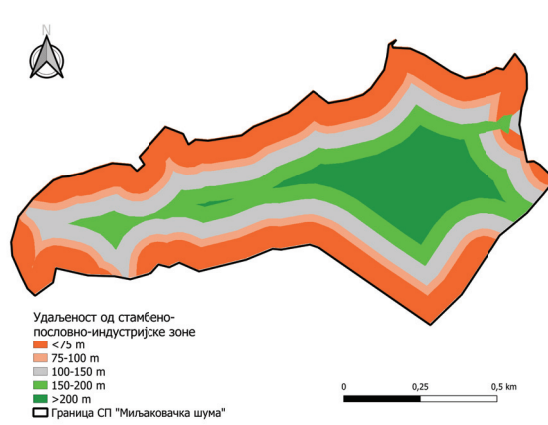 N
Удаљеност од стамбено-
пословно-индустријске зоне
<75 m
75-100 m
100-150 m
150-200 m
>200 m
Граница СП "Миљаковачка шума"
0 0,25 0,5 km